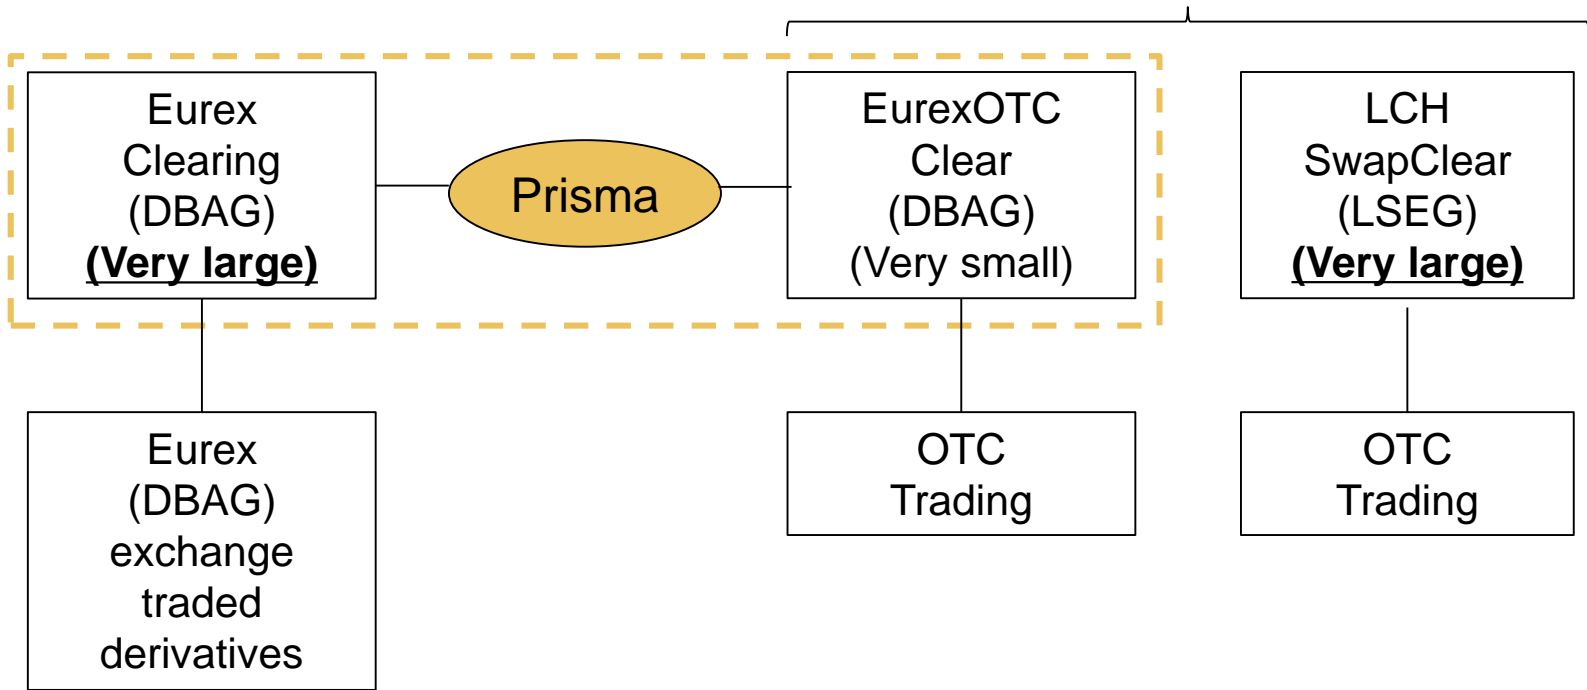 Eurex
Clearing
(DBAG)
(Very large)
Prisma
EurexOTC
Clear
(DBAG)
(Very small)
LCH
SwapClear
(LSEG)
(Very large)
Eurex
(DBAG)
exchange
traded
derivatives
OTC
Trading
OTC
Trading